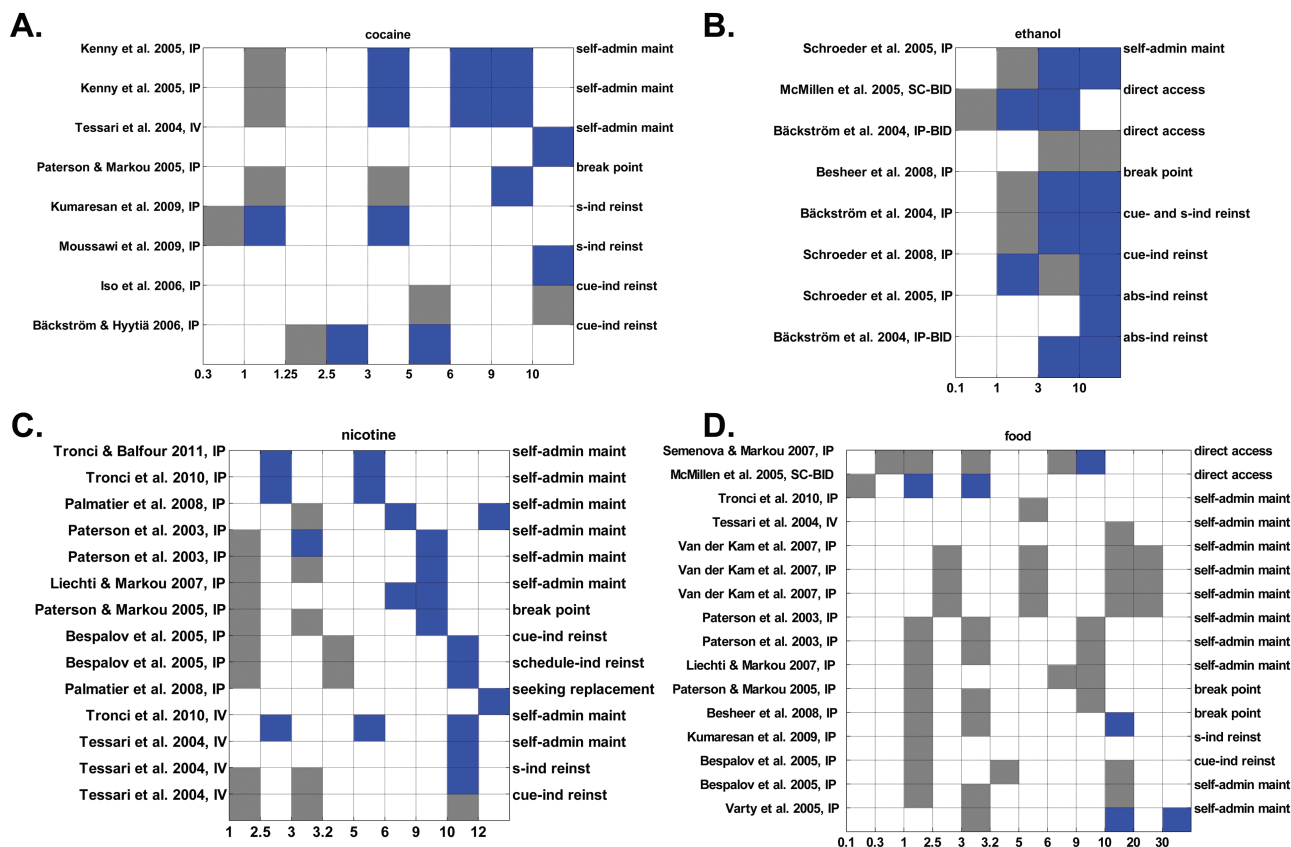 A.
cocaine
Kenny et al. 2005, IP self-admin maint
Kenny et al. 2005, IP self-admin maint
Tessari et al. 2004, IV self-admin maint
Paterson & Markou 2005, IP break point
Kumaresan et al. 2009, IP s-ind reinst
Moussawi et al. 2009, IP s-ind reinst
Iso et al. 2006, IP cue-ind reinst
Bäckström & Hyytiä 2006, IP cue-ind reinst
0.3 1 1.25 2.5 3 5 6 9 10
B.
ethanol
Schroeder et al. 2005, IP self-admin maint
McMillen et al. 2005, SC-BID direct access
Bäckström et al. 2004, IP-BID direct access
Besheer et al. 2008, IP break point
Bäckström et al. 2004, IP cue- and s-ind reinst
Schroeder et al. 2008, IP cue-ind reinst
Schroeder et al. 2005, IP abs-ind reinst
Bäckström et al. 2004, IP-BID abs-ind reinst
0.1 1 3 10
C.
nicotine
Tronci & Balfour 2011, IP self-admin maint
Tronci et al. 2010, IP self-admin maint
Palmatier et al. 2008, IP self-admin maint
Paterson et al. 2003, IP self-admin maint
Paterson et al. 2003, IP self-admin maint
Liechti & Markou 2007, IP self-admin maint
Paterson & Markou 2005, IP break point
Bespalov et al. 2005, IP cue-ind reinst
Bespalov et al. 2005, IP schedule-ind reinst
Palmatier et al. 2008, IP seeking replacement
Tronci et al. 2010, IV self-admin maint
Tessari et al. 2004, IV self-admin maint
Tessari et al. 2004, IV s-ind reinst
Tessari et al. 2004, IV cue-ind reinst
1 2.5 3 3.2 5 6 9 10 12
D.
food
Semenova & Markou 2007, IP direct access
McMillen et al. 2005, SC-BID direct access
Tronci et al. 2010, IP self-admin maint
Tessari et al. 2004, IV self-admin maint
Van der Kam et al. 2007, IP self-admin maint
Van der Kam et al. 2007, IP self-admin maint
Van der Kam et al. 2007, IP self-admin maint
Paterson et al. 2003, IP self-admin maint
Paterson et al. 2003, IP self-admin maint
Liechti & Markou 2007, IP self-admin maint
Paterson & Markou 2005, IP break point
Besheer et al. 2008, IP break point
Kumaresan et al. 2009, IP s-ind reinst
Bespalov et al. 2005, IP cue-ind reinst
Bespalov et al. 2005, IP self-admin maint
Varty et al. 2005, IP self-admin maint
0.1 0.3 1 2.5 3 3.2 5 6 9 10 20 30